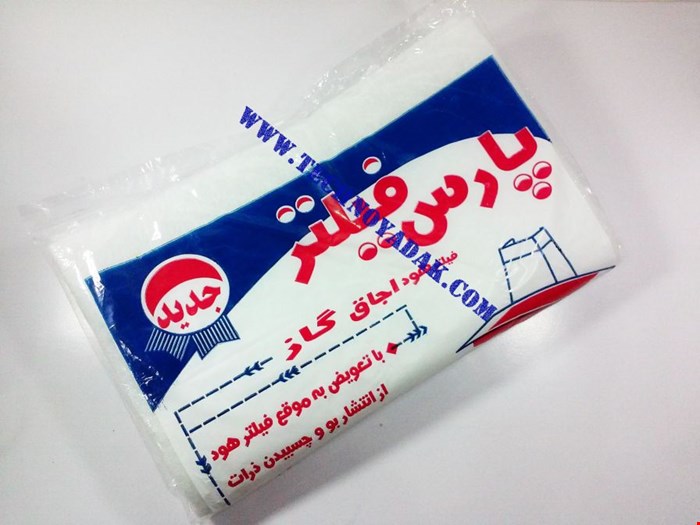 پارس فیلتر
فیلتر هود اجاق گاز
جدید
با تعویض به موقع فیلتر هود
از انتشار بو و چسبیدن ذرات
WWW.TECHNOYADAK.COM